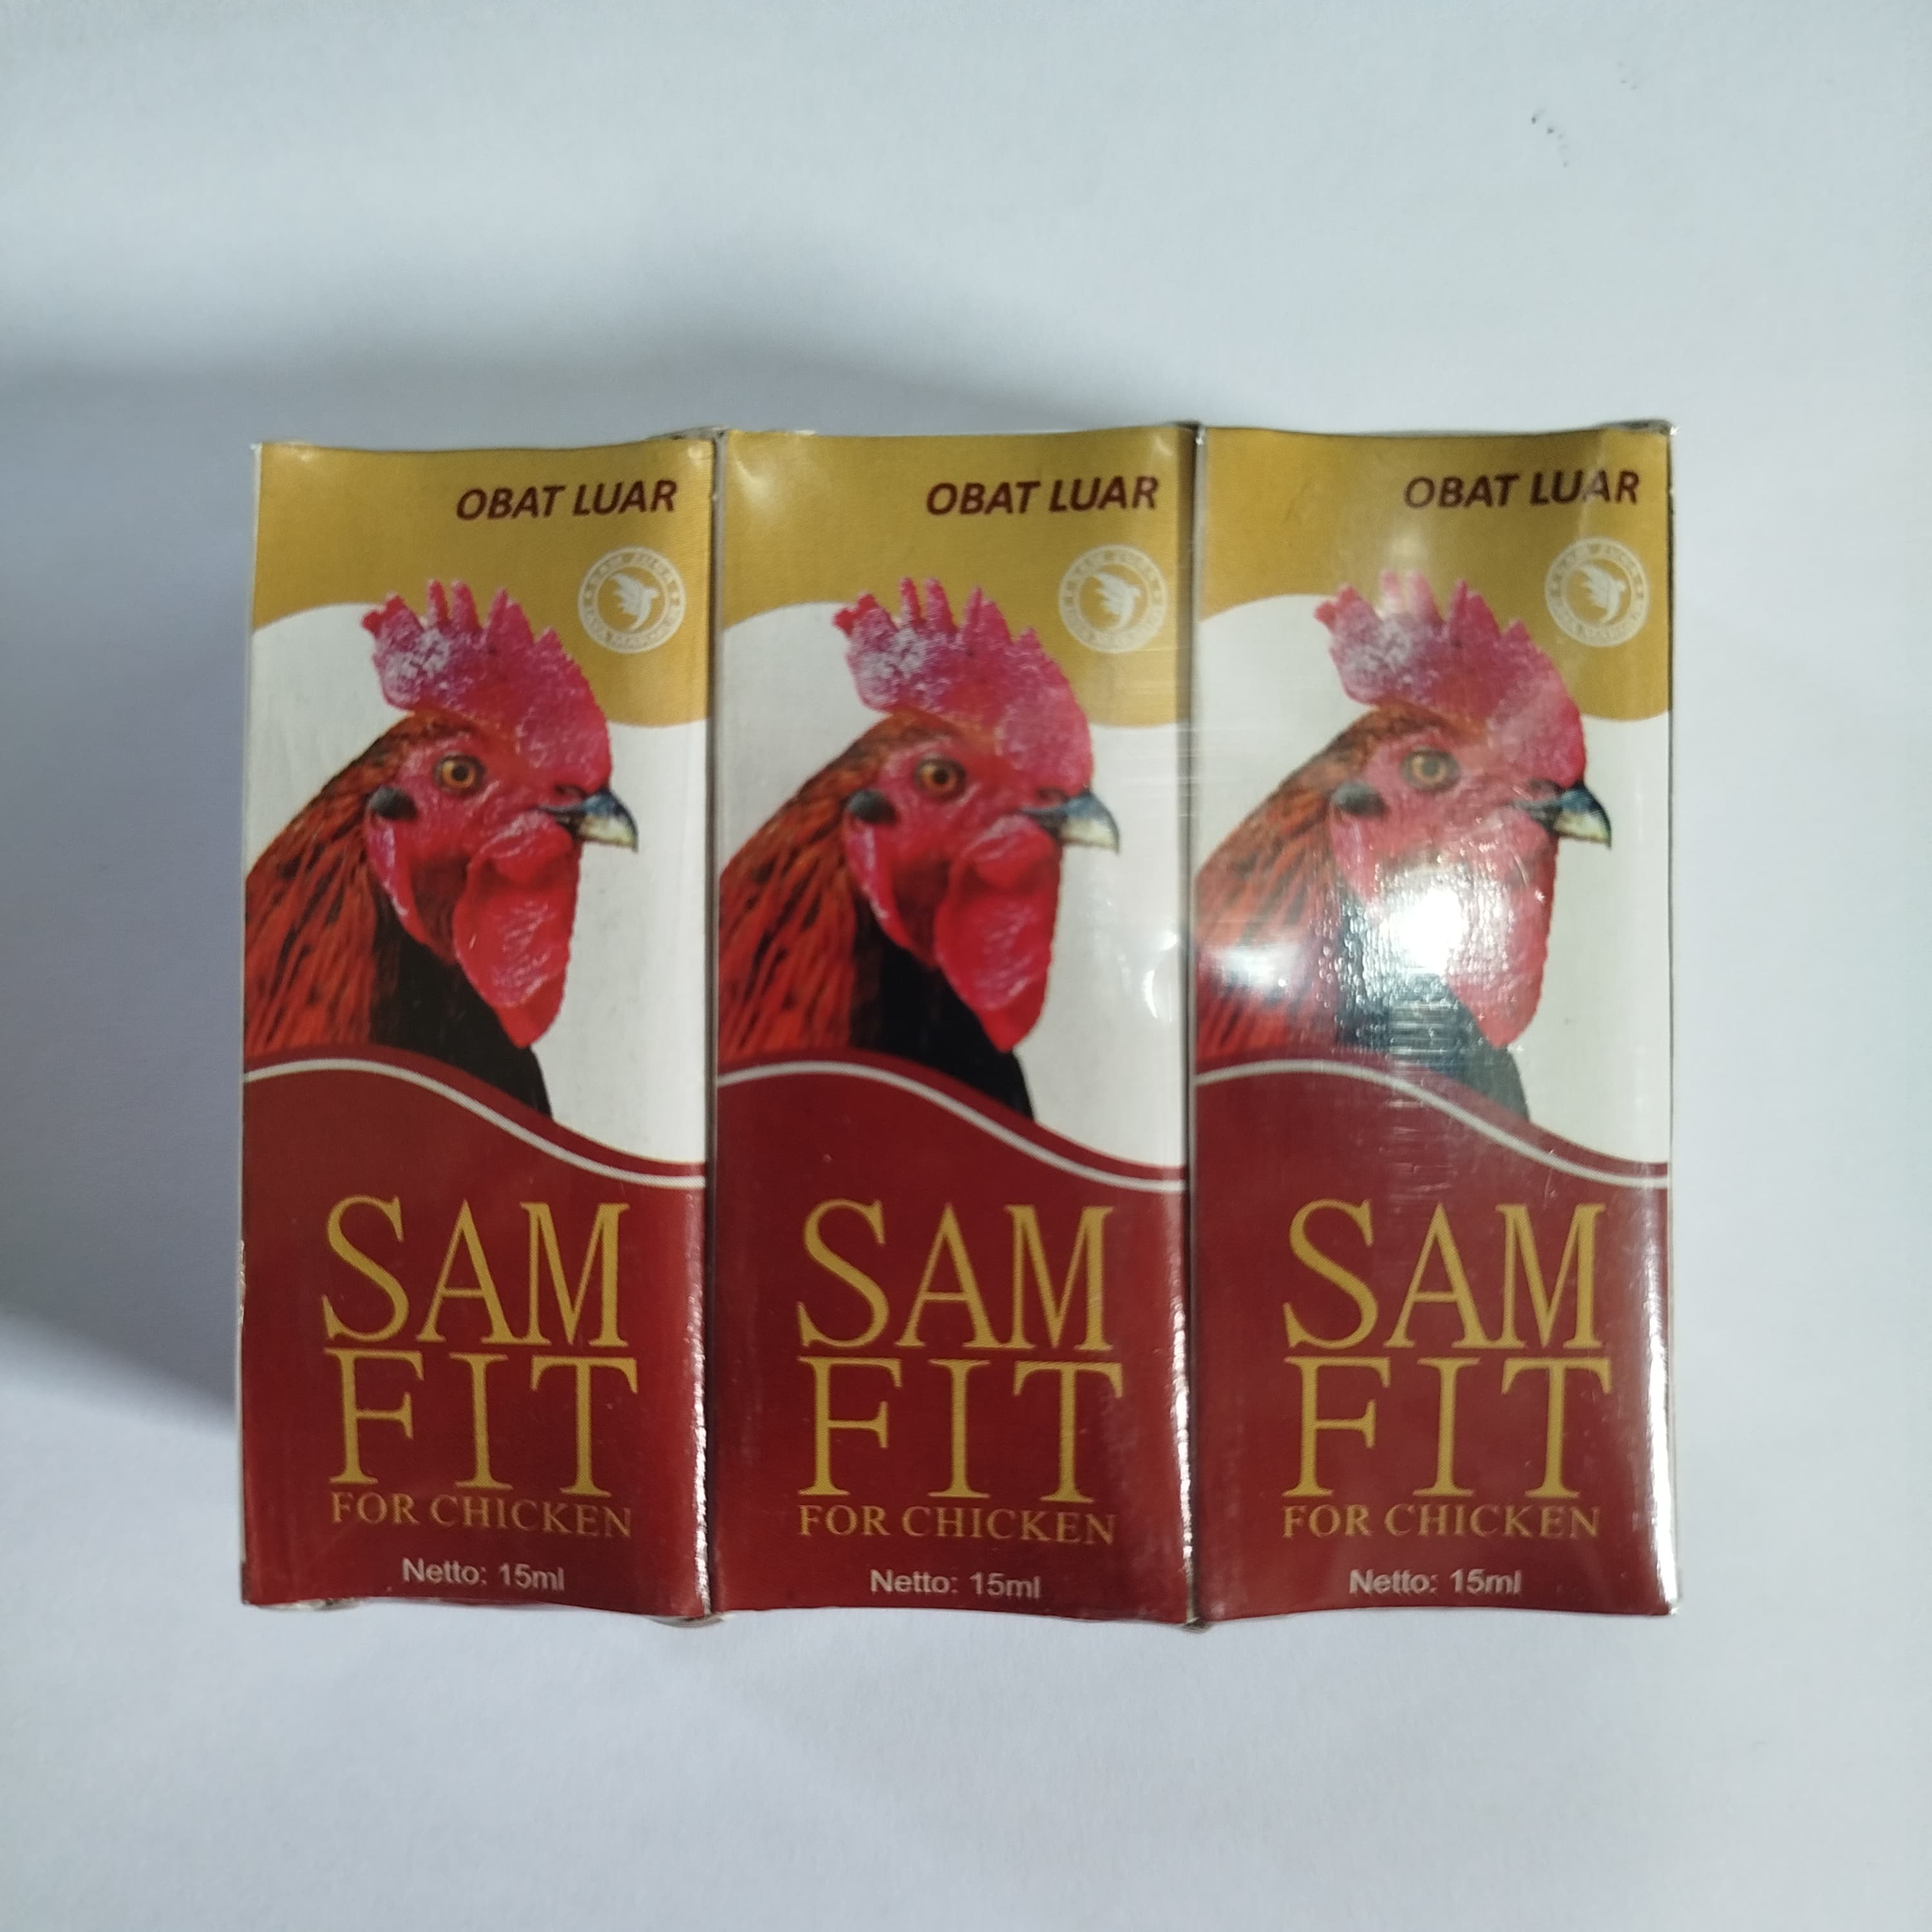 OBAT LUAR
SAM
FIT
FOR CHICKEN
Netto: 15ml
OBAT LUAR
SAM
FIT
FOR CHICKEN
Netto: 15ml
OBAT LUAR
SAM
FIT
FOR CHICKEN
Netto: 15ml